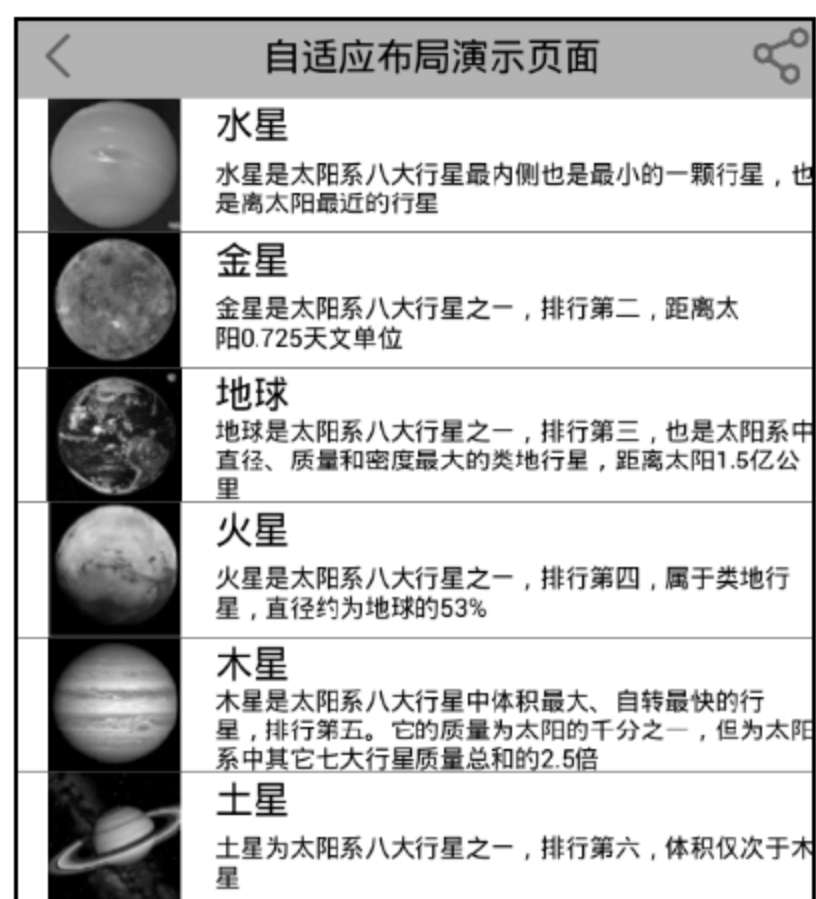 自适应布局演示页面
水星
水星是太阳系八大行星最内侧也是最小的一颗行星，也
是离太阳最近的行星
金星
金星是太阳系八大行星之一，排行第二，距离太
阳0.725天文单位
地球
地球是太阳系八大行星之一，排行第三，也是太阳系中
直径、质量和密度最大的类地行星，距离太阳1.5亿公
里
火星
火星是太阳系八大行星之一，排行第四，属于类地行
星，直径约为地球的53%
木星
木星是太阳系八大行星中体积最大、自转最快的行
星，排行第五。它的质量为太阳的千分之一，但为太阳
系中其它七大行星质量总和的2.5倍
土星
土星为太阳系八大行星之一，排行第六，体积仅次于木
星